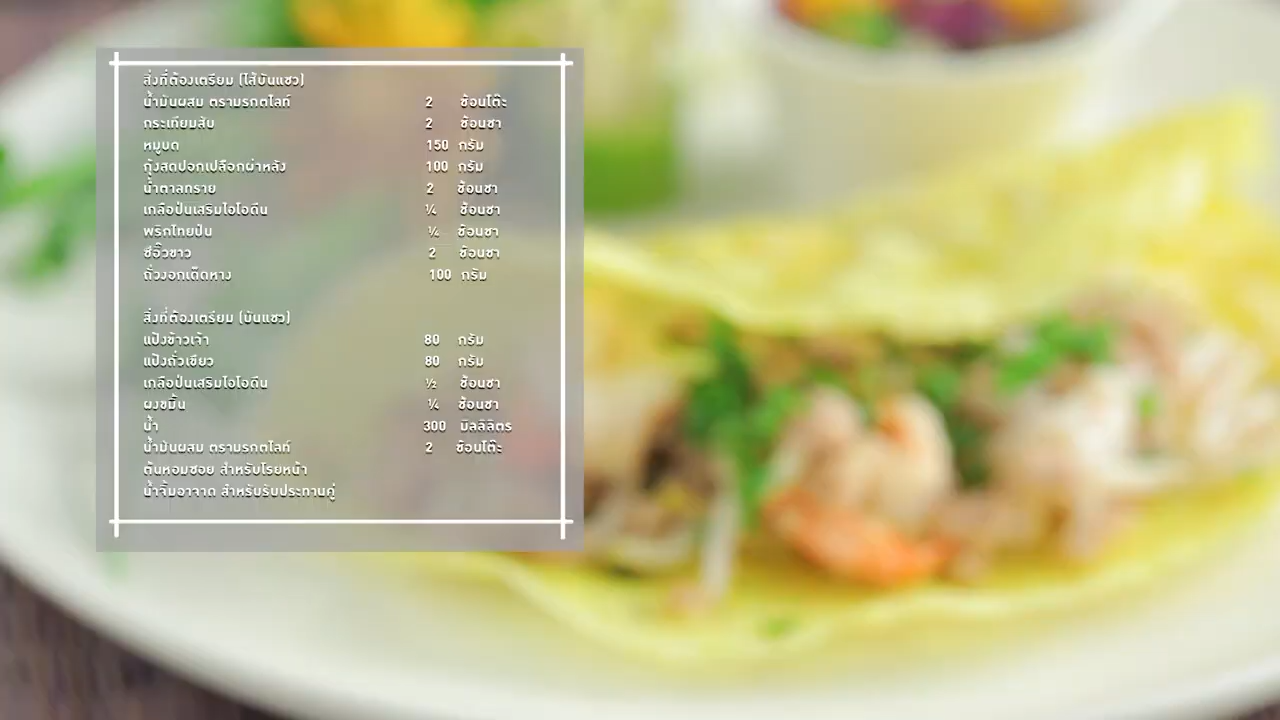 สิ่งที่ต้องเตรียม (ไส้บันแซว)
น้ำมันผสม ตรามรกตไลท์ 2 ช้อนโต๊ะ
กระเทียมสับ 2 ช้อนชา
หมูบด 150 กรัม
กุ้งสดปอกเปลือกผ่าหลัง 100 กรัม
น้ำตาลทราย 2 ช้อนชา
เกลือป่นเสริมไอโอดีน ¼ ช้อนชา
พริกไทยป่น ¼ ช้อนชา
ซีอิ๊วขาว 2 ช้อนชา
ถั่วงอกเด็ดหาง 100 กรัม
สิ่งที่ต้องเตรียม (บันแซว)
แป้งข้าวเจ้า 80 กรัม
แป้งถั่วเขียว 80 กรัม
เกลือป่นเสริมไอโอดีน ½ ช้อนชา
ผงขมิ้น ¼ ช้อนชา
น้ำ 300 มิลลิลิตร
น้ำมันผสม ตรามรกตไลท์ 2 ช้อนโต๊ะ
ต้นหอมซอย สำหรับโรยหน้า
น้ำจิ้มอาจาด สำหรับรับประทานคู่